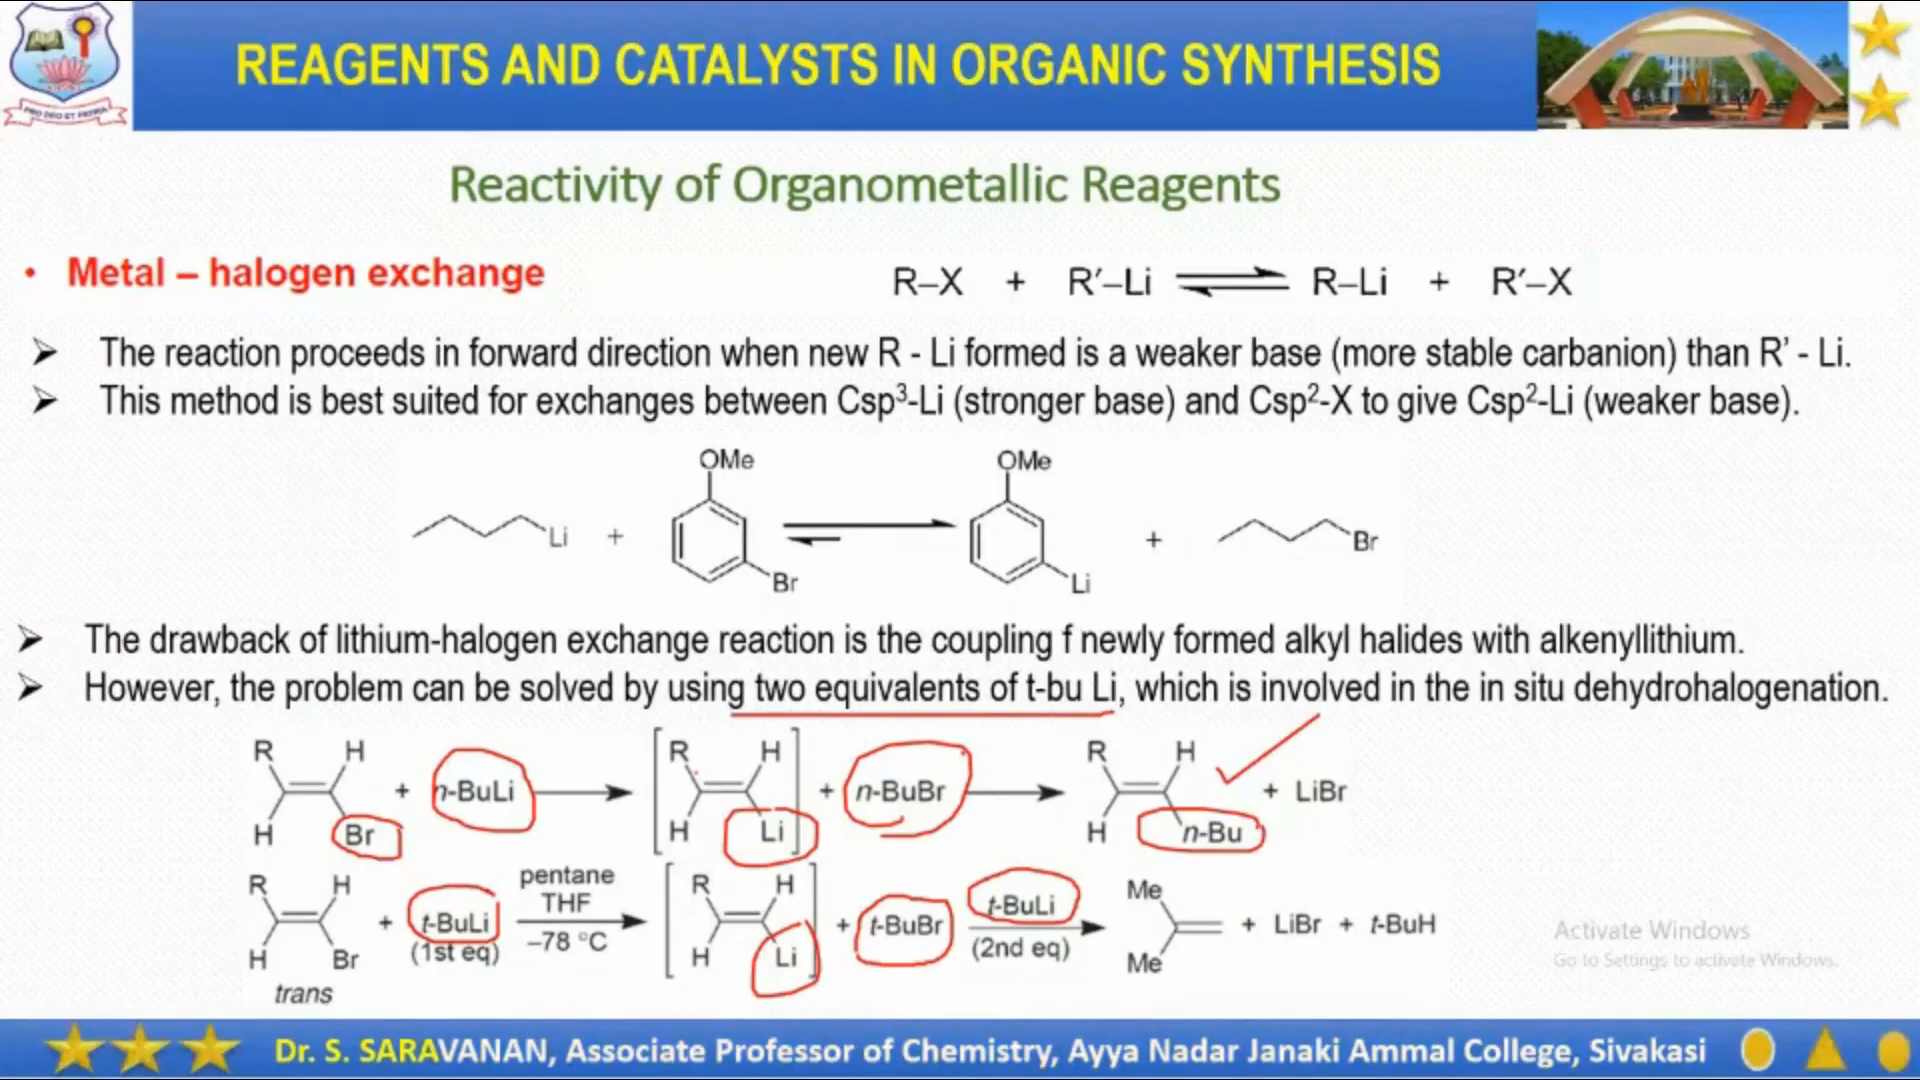 REAGENTS AND CATALYSTS IN ORGANIC SYNTHESIS
PRO DEO ET PATRIA
Reactivity of Organometallic Reagents
• Metal – halogen exchange
R–X + R′–Li ⇌ R–Li + R′–X
➢ The reaction proceeds in forward direction when new R - Li formed is a weaker base (more stable carbanion) than R’ - Li.
➢ This method is best suited for exchanges between Csp³-Li (stronger base) and Csp²-X to give Csp²-Li (weaker base).
OMe OMe
Li + Br ⇌ Li + Br
➢ The drawback of lithium-halogen exchange reaction is the coupling f newly formed alkyl halides with alkenyllithium.
➢ However, the problem can be solved by using two equivalents of t-bu Li, which is involved in the in situ dehydrohalogenation.
R H R H R H
+ n-BuLi → + n-BuBr → + LiBr
H Br H Li H n-Bu
R H pentane R H Me
THF t-BuLi
+ t-BuLi → + t-BuBr → + LiBr + t-BuH
(1st eq) –78 °C (2nd eq)
H Br H Li Me
trans
Activate Windows
Go to Settings to activate Windows.
Dr. S. SARAVANAN, Associate Professor of Chemistry, Ayya Nadar Janaki Ammal College, Sivakasi